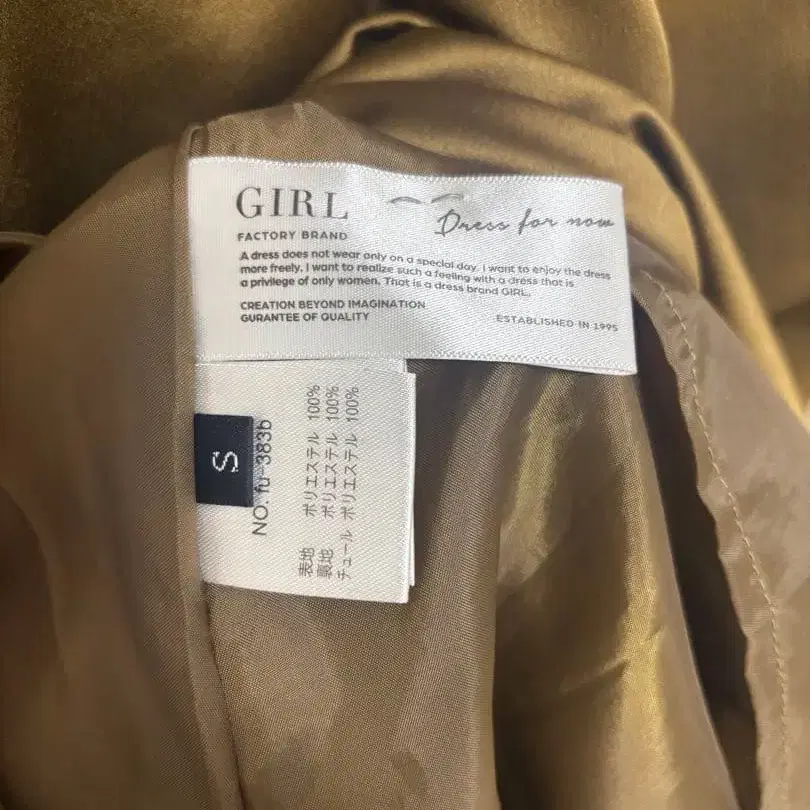 GIRL
Dress for now
FACTORY BRAND
A dress does not wear only on a special day. I want to enjoy the dress
more freely. I want to realize such a feeling with a dress that is
a privilege of only women. That is a dress brand GIRL.
CREATION BEYOND IMAGINATION
GURANTEE OF QUALITY
ESTABLISHED IN 1995
S
NO. fu-383b
表地 ポリエステル 100%
裏地 ポリエステル 100%
チュール ポリエステル 100%